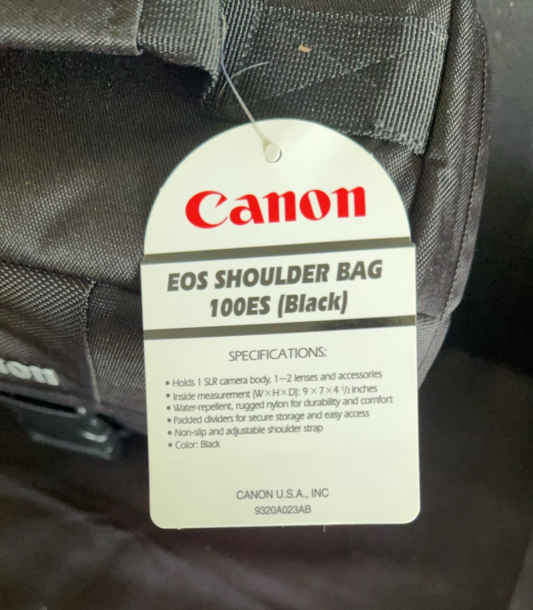 Canon
EOS SHOULDER BAG
100ES (Black)
SPECIFICATIONS:
• Holds 1 SLR camera body, 1–2 lenses and accessories
• Inside measurement (W×H×D): 9 × 7 × 4 ½ inches
• Water-repellent, rugged nylon for durability and comfort
• Padded dividers for secure storage and easy access
• Non-slip and adjustable shoulder strap
• Color: Black
CANON U.S.A., INC
9320A023AB
non